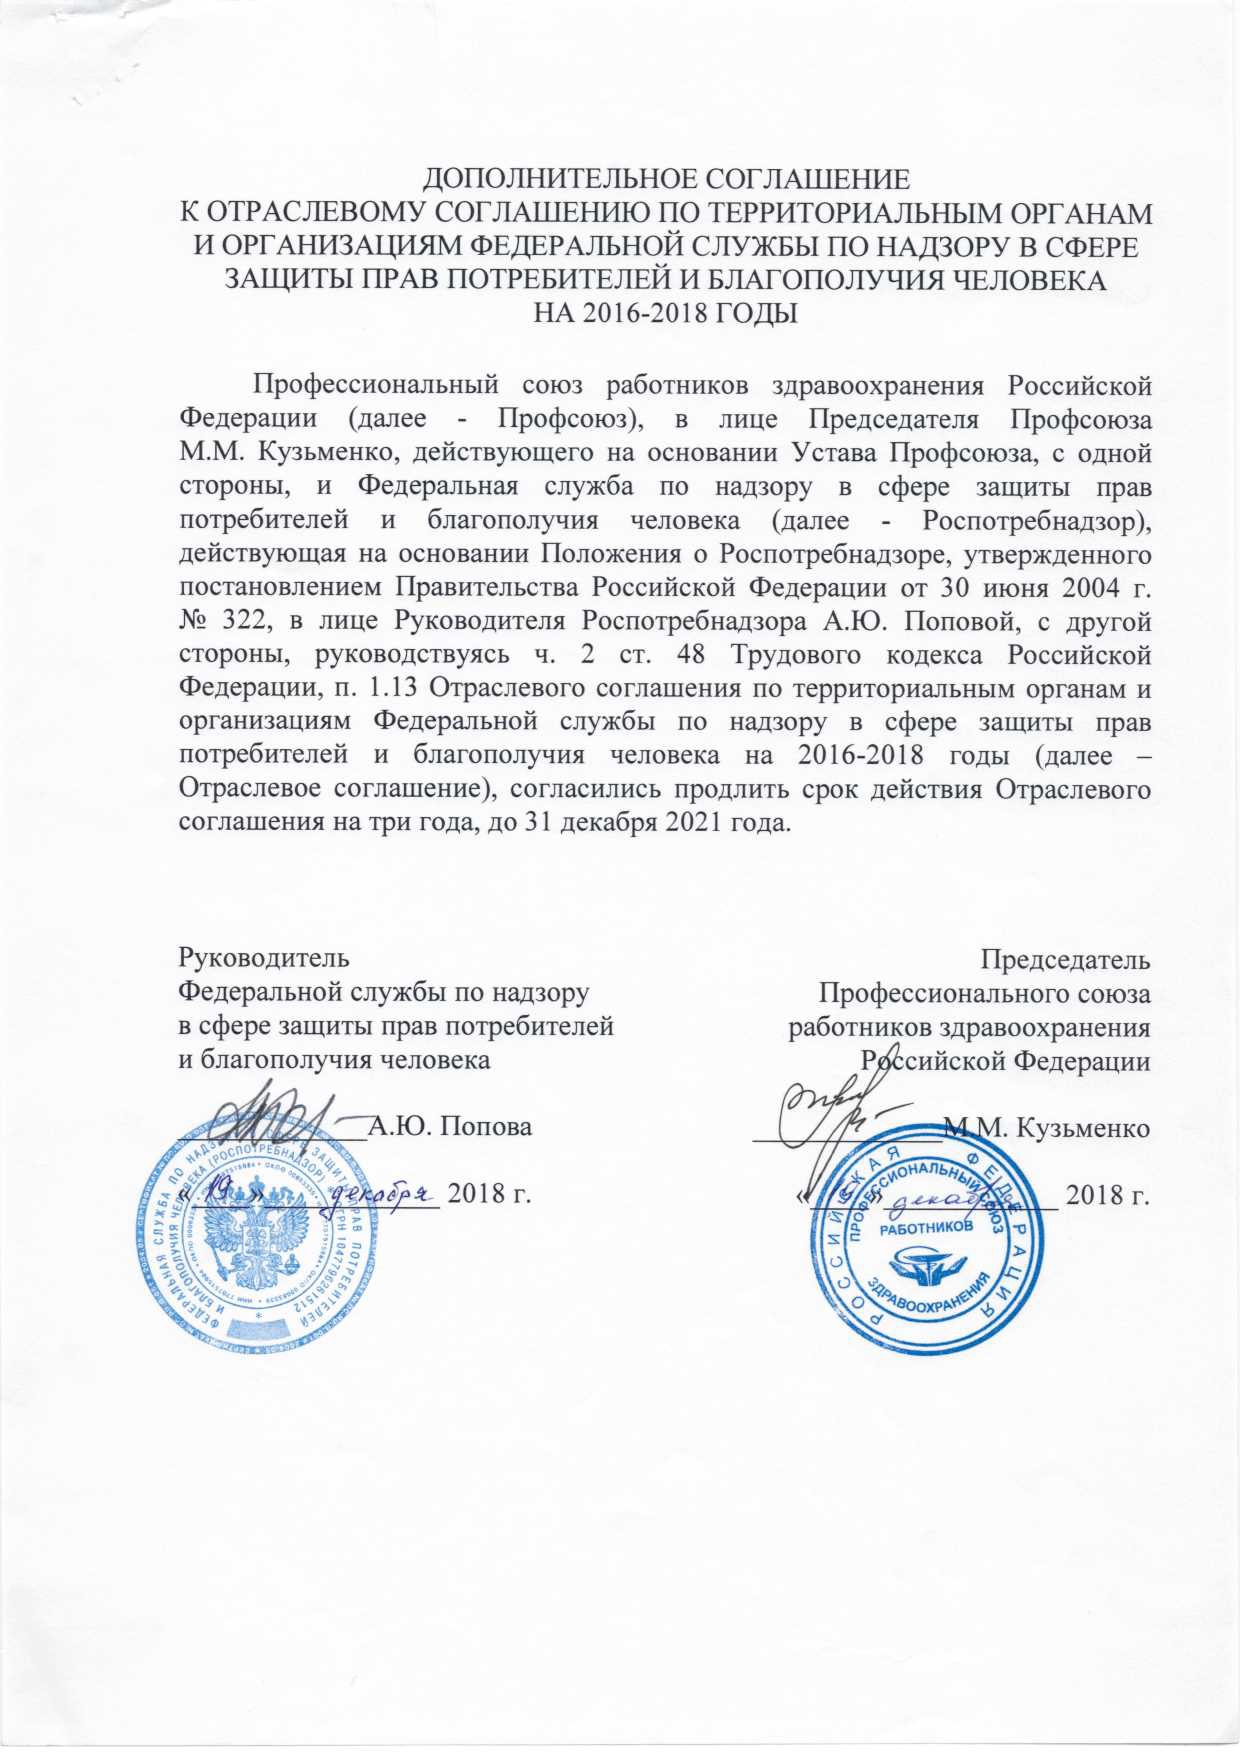 ДОПОЛНИТЕЛЬНОЕ СОГЛАШЕНИЕ
К ОТРАСЛЕВОМУ СОГЛАШЕНИЮ ПО ТЕРРИТОРИАЛЬНЫМ ОРГАНАМ
И ОРГАНИЗАЦИЯМ ФЕДЕРАЛЬНОЙ СЛУЖБЫ ПО НАДЗОРУ В СФЕРЕ
ЗАЩИТЫ ПРАВ ПОТРЕБИТЕЛЕЙ И БЛАГОПОЛУЧИЯ ЧЕЛОВЕКА
НА 2016-2018 ГОДЫ
Профессиональный союз работников здравоохранения Российской
Федерации (далее - Профсоюз), в лице Председателя Профсоюза
М.М. Кузьменко, действующего на основании Устава Профсоюза, с одной
стороны, и Федеральная служба по надзору в сфере защиты прав
потребителей и благополучия человека (далее - Роспотребнадзор),
действующая на основании Положения о Роспотребнадзоре, утвержденного
постановлением Правительства Российской Федерации от 30 июня 2004 г.
№ 322, в лице Руководителя Роспотребнадзора А.Ю. Поповой, с другой
стороны, руководствуясь ч. 2 ст. 48 Трудового кодекса Российской
Федерации, п. 1.13 Отраслевого соглашения по территориальным органам и
организациям Федеральной службы по надзору в сфере защиты прав
потребителей и благополучия человека на 2016-2018 годы (далее –
Отраслевое соглашение), согласились продлить срок действия Отраслевого
соглашения на три года, до 31 декабря 2021 года.
Руководитель
Федеральной службы по надзору
в сфере защиты прав потребителей
и благополучия человека
А.Ю. Попова
«19» декабря 2018 г.
ФЕДЕРАЛЬНАЯ СЛУЖБА ПО НАДЗОРУ В СФЕРЕ ЗАЩИТЫ ПРАВ ПОТРЕБИТЕЛЕЙ
И БЛАГОПОЛУЧИЯ ЧЕЛОВЕКА (РОСПОТРЕБНАДЗОР) * ОГРН 1047796261512
Председатель
Профессионального союза
работников здравоохранения
Российской Федерации
М.М. Кузьменко
« » декабря 2018 г.
РОССИЙСКАЯ ФЕДЕРАЦИЯ
ПРОФЕССИОНАЛЬНЫЙ СОЮЗ
РАБОТНИКОВ
ЗДРАВООХРАНЕНИЯ